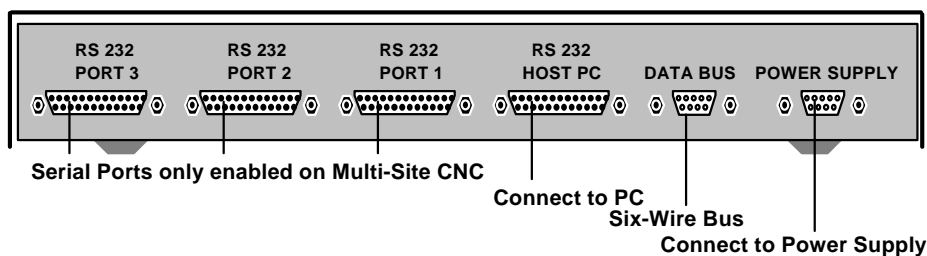 RS 232 PORT 3
RS 232 PORT 2
RS 232 PORT 1
RS 232 HOST PC
DATA BUS
POWER SUPPLY
Serial Ports only enabled on Multi-Site CNC
Connect to PC
Six-Wire Bus
Connect to Power Supply